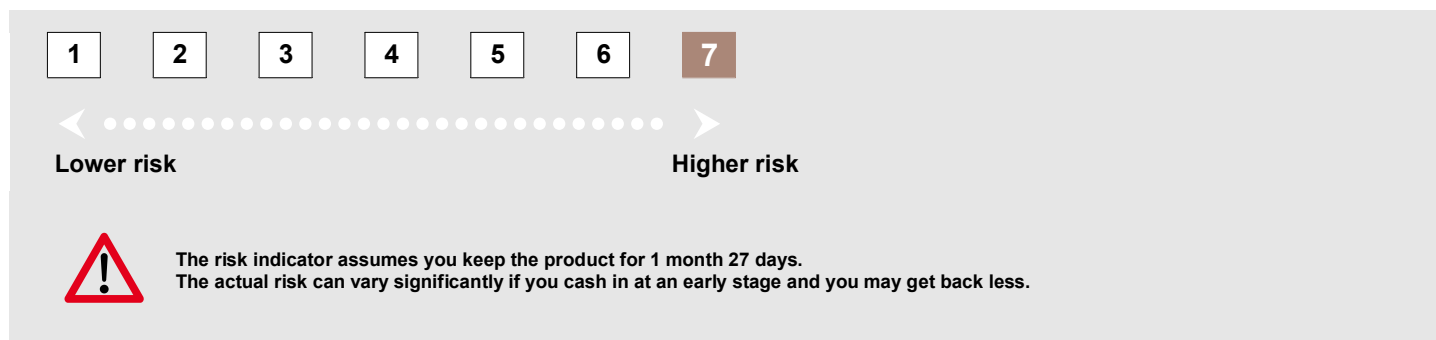 1 2 3 4 5 6 7
Lower risk Higher risk
The risk indicator assumes you keep the product for 1 month 27 days.
The actual risk can vary significantly if you cash in at an early stage and you may get back less.